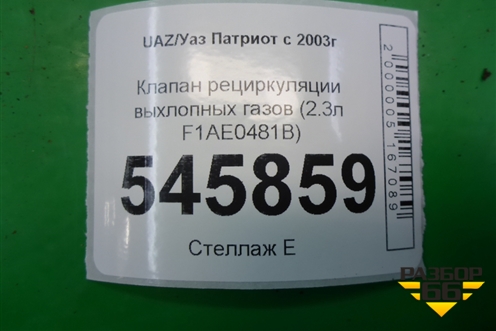 UAZ/Уаз Патриот с 2003г
Клапан рециркуляции
выхлопных газов (2.3л
F1AE0481B)
545859
Стеллаж Е
2000005167089
РАЗБОР
66